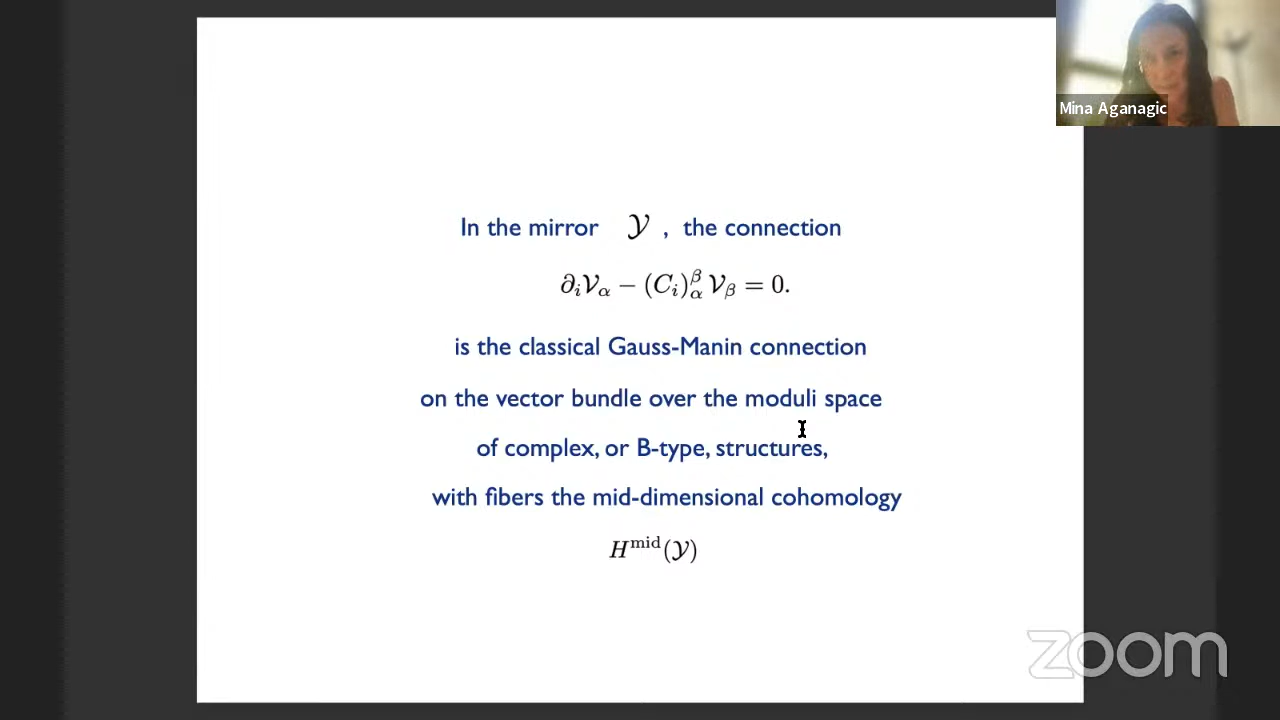 Mina Aganagic
In the mirror 𝒴 , the connection
∂ᵢ𝒱_α − (Cᵢ)_α^β 𝒱_β = 0.
is the classical Gauss-Manin connection
on the vector bundle over the moduli space
of complex, or B-type, structures,
with fibers the mid-dimensional cohomology
H^mid(𝒴)
zoom